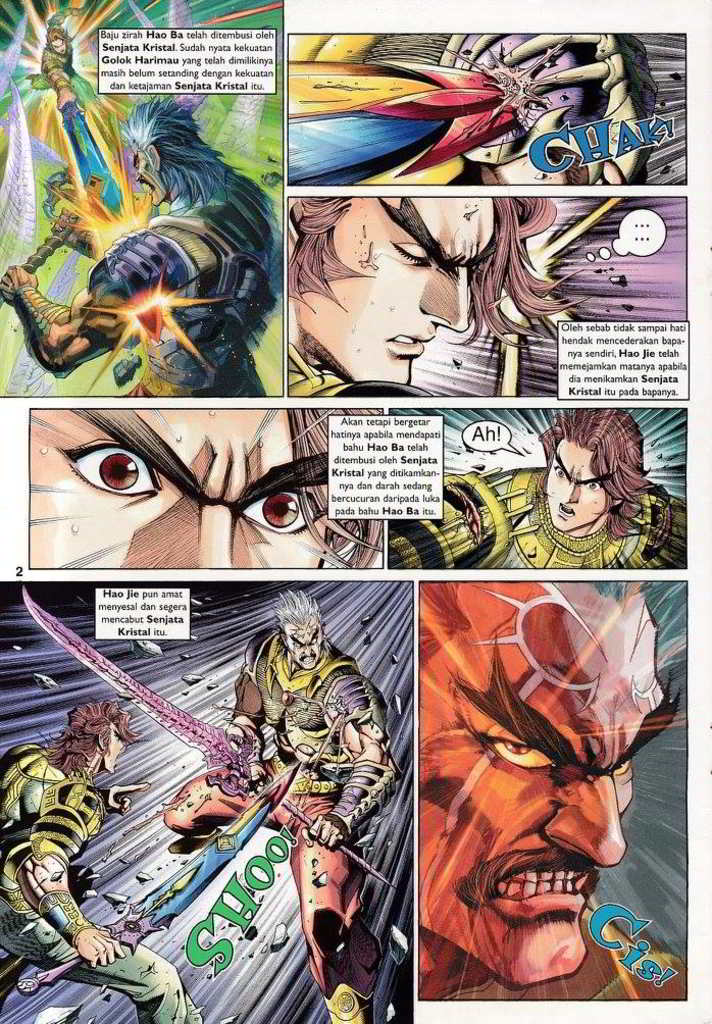 Baju zirah Hao Ba telah ditembusi oleh
Senjata Kristal. Sudah nyata kekuatan
Golok Harimau yang telah dimilikinya
masih belum setanding dengan kekuatan
dan ketajaman Senjata Kristal itu.
CHAK!
... ...
Oleh sebab tidak sampai hati
hendak mencederakan bapa-
nya sendiri, Hao Jie telah
memejamkan matanya apabila
dia menikamkan Senjata
Kristal itu pada bapanya.
Akan tetapi bergetar
hatinya apabila mendapati
bahu Hao Ba telah
ditembusi oleh Senjata
Kristal yang ditikamkan-
nya dan darah sedang
bercucuran daripada luka
pada bahu Hao Ba itu.
Ah!
2
Hao Jie pun amat
menyesal dan segera
mencabut Senjata
Kristal itu.
SHOO!
Cis!